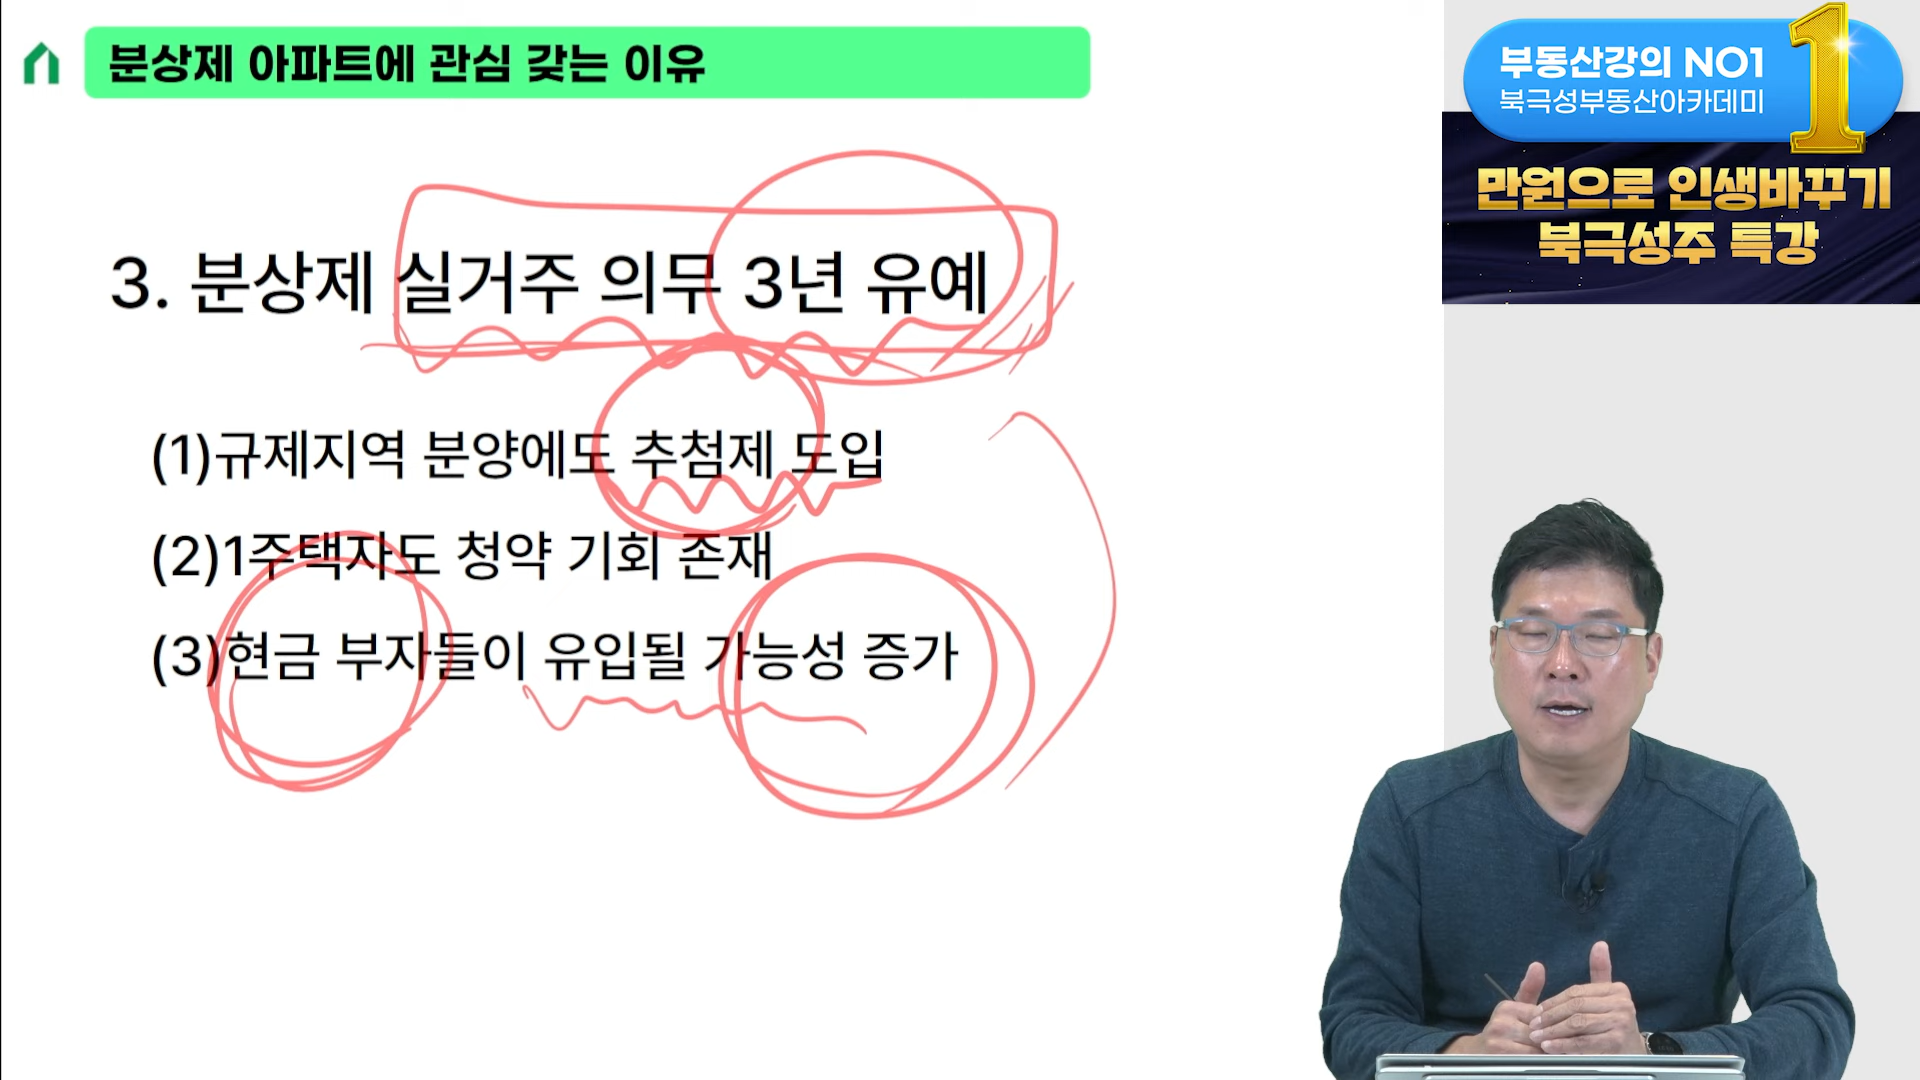 분상제 아파트에 관심 갖는 이유
3. 분상제 실거주 의무 3년 유예
(1)규제지역 분양에도 추첨제 도입
(2)1주택자도 청약 기회 존재
(3)현금 부자들이 유입될 가능성 증가
부동산강의 NO1
북극성부동산아카데미
1
만원으로 인생바꾸기
북극성주 특강